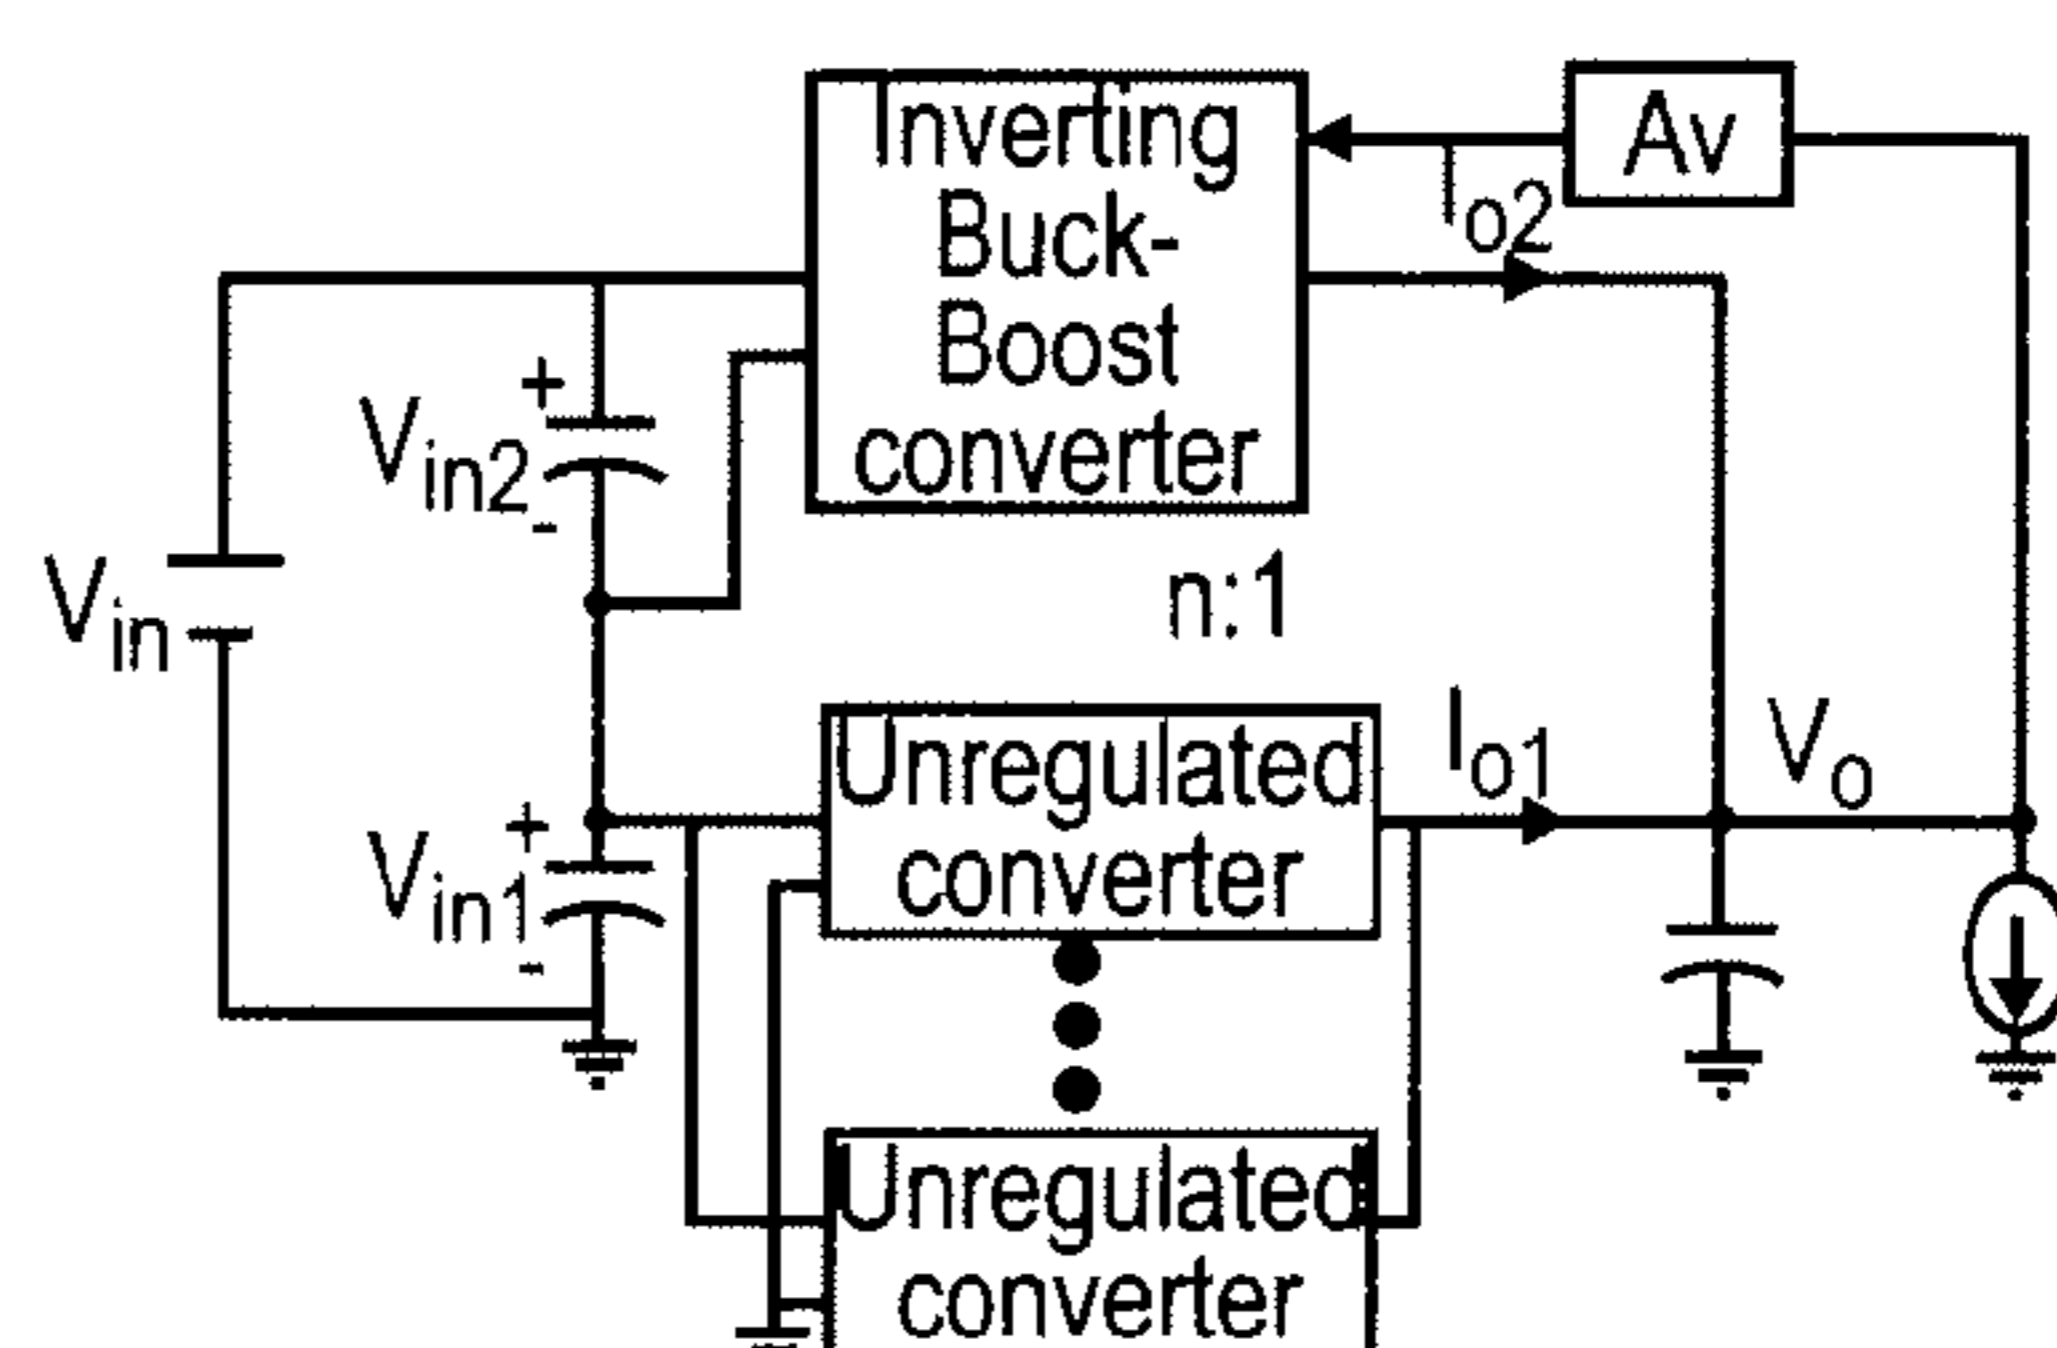 Inverting
Buck-
Boost
converter
Av
Io2
+
Vin2
-
Vin
n:1
Unregulated
converter
Io1
Vo
+
Vin1
-
Unregulated
converter